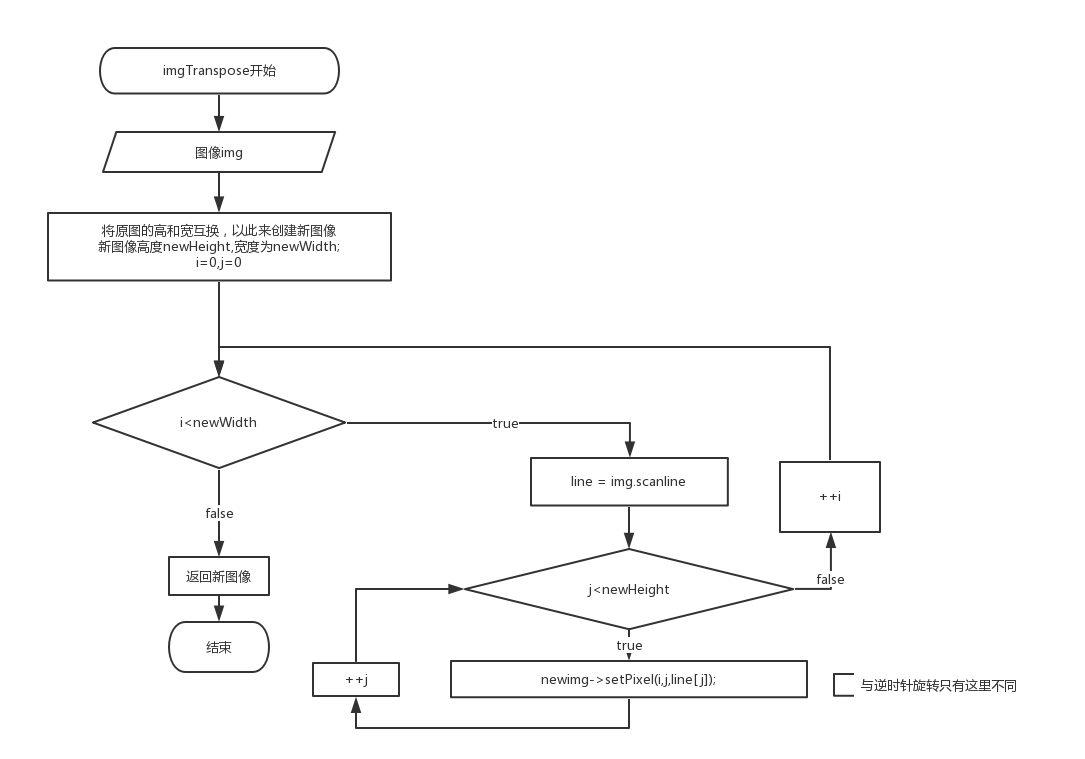 imgTranspose开始
图像img
将原图的高和宽互换，以此来创建新图像
新图像高度newHeight,宽度为newWidth;
i=0,j=0
i<newWidth
true
line = img.scanline
++i
false
false
返回新图像
j<newHeight
true
结束
++j
newimg->setPixel(i,j,line[j]);
与逆时针旋转只有这里不同